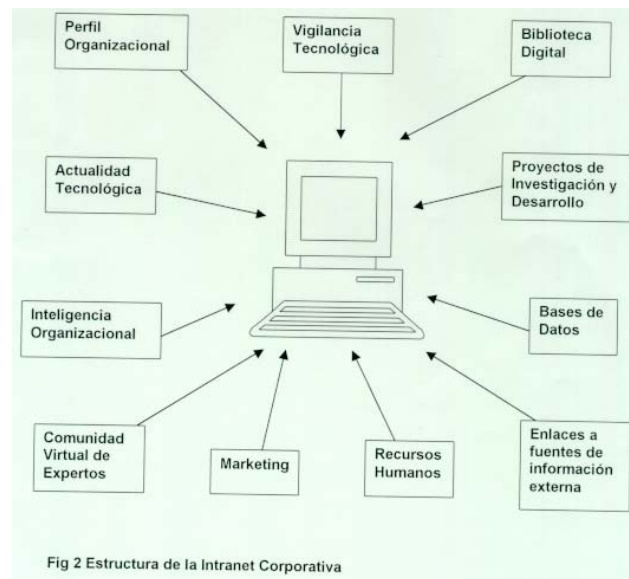 Perfil
Organizacional
Vigilancia
Tecnológica
Biblioteca
Digital
Actualidad
Tecnológica
Proyectos de
Investigación y
Desarrollo
Inteligencia
Organizacional
Bases de
Datos
Comunidad
Virtual de
Expertos
Marketing
Recursos
Humanos
Enlaces a
fuentes de
información
externa
Fig 2 Estructura de la Intranet Corporativa